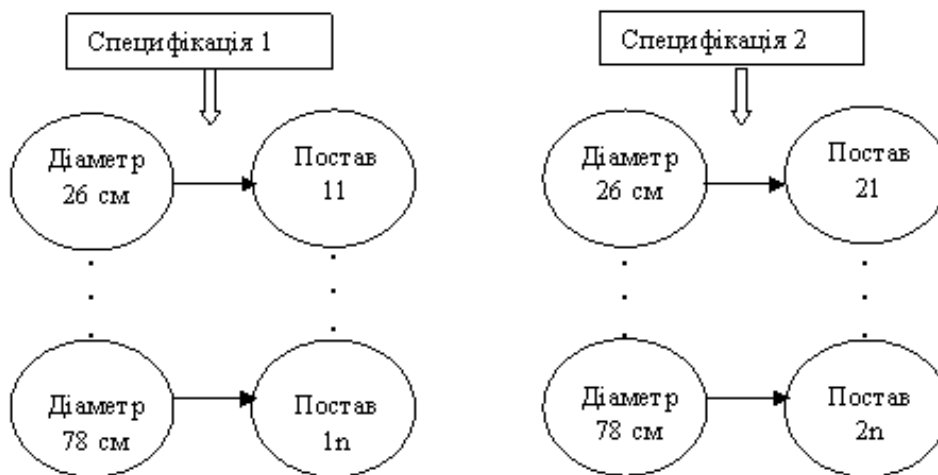 Специфікація 1
Специфікація 2
Діаметр
26 см
Постав
11
Діаметр
26 см
Постав
21
Діаметр
78 см
Постав
1n
Діаметр
78 см
Постав
2n